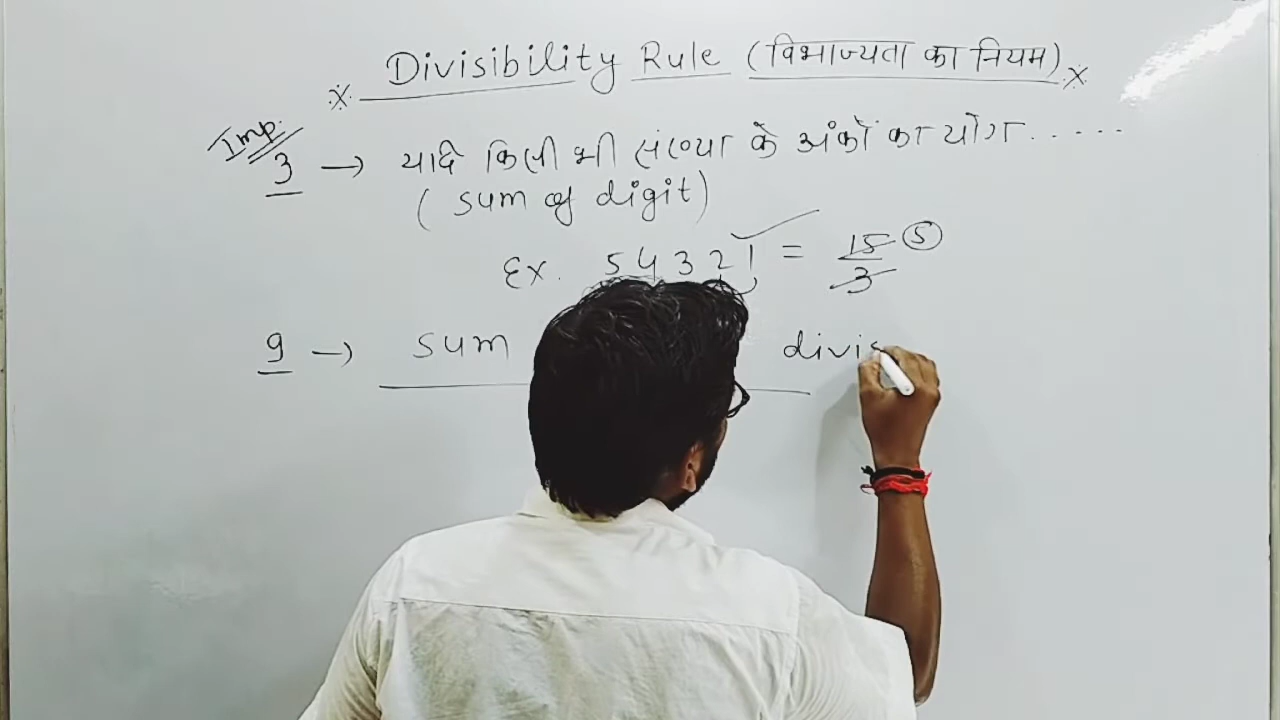 Divisibility Rule (विभाज्यता का नियम)
Imp.
3 → यदि किसी भी संख्या के अंकों का योग.....
(sum of digit)
Ex. 54321 = 15/3 5
9 → sum divis